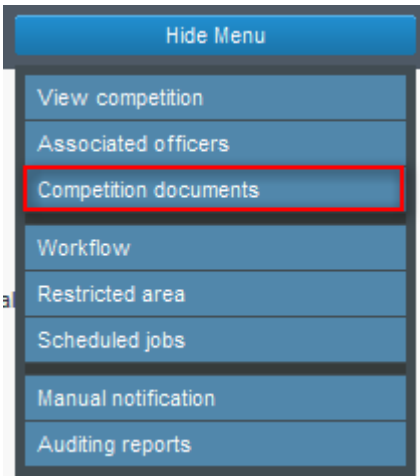 Hide Menu
View competition
Associated officers
Competition documents
Workflow
Restricted area
Scheduled jobs
Manual notification
Auditing reports